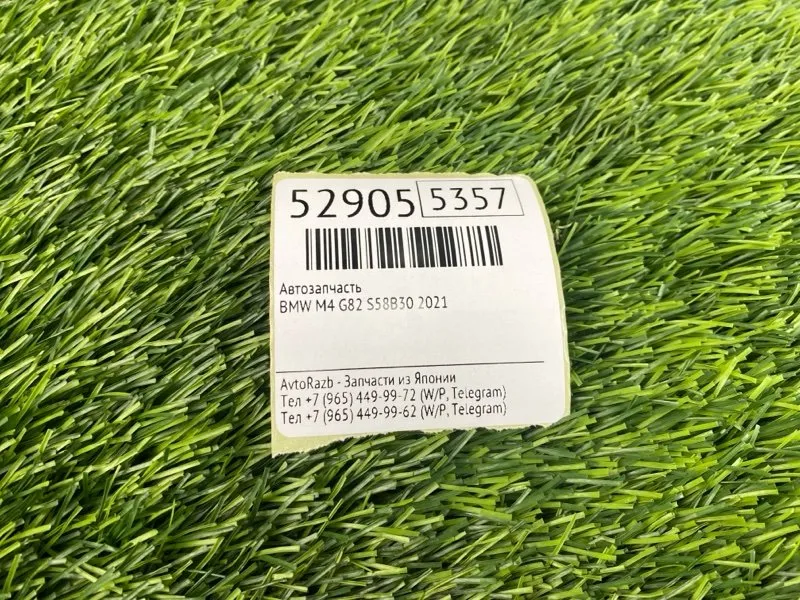 52905 5357
Автозапчасть
BMW M4 G82 S58B30 2021
AvtoRazb - Запчасти из Японии
Тел +7 (965) 449-99-72 (W/P, Telegram)
Тел +7 (965) 449-99-62 (W/P, Telegram)